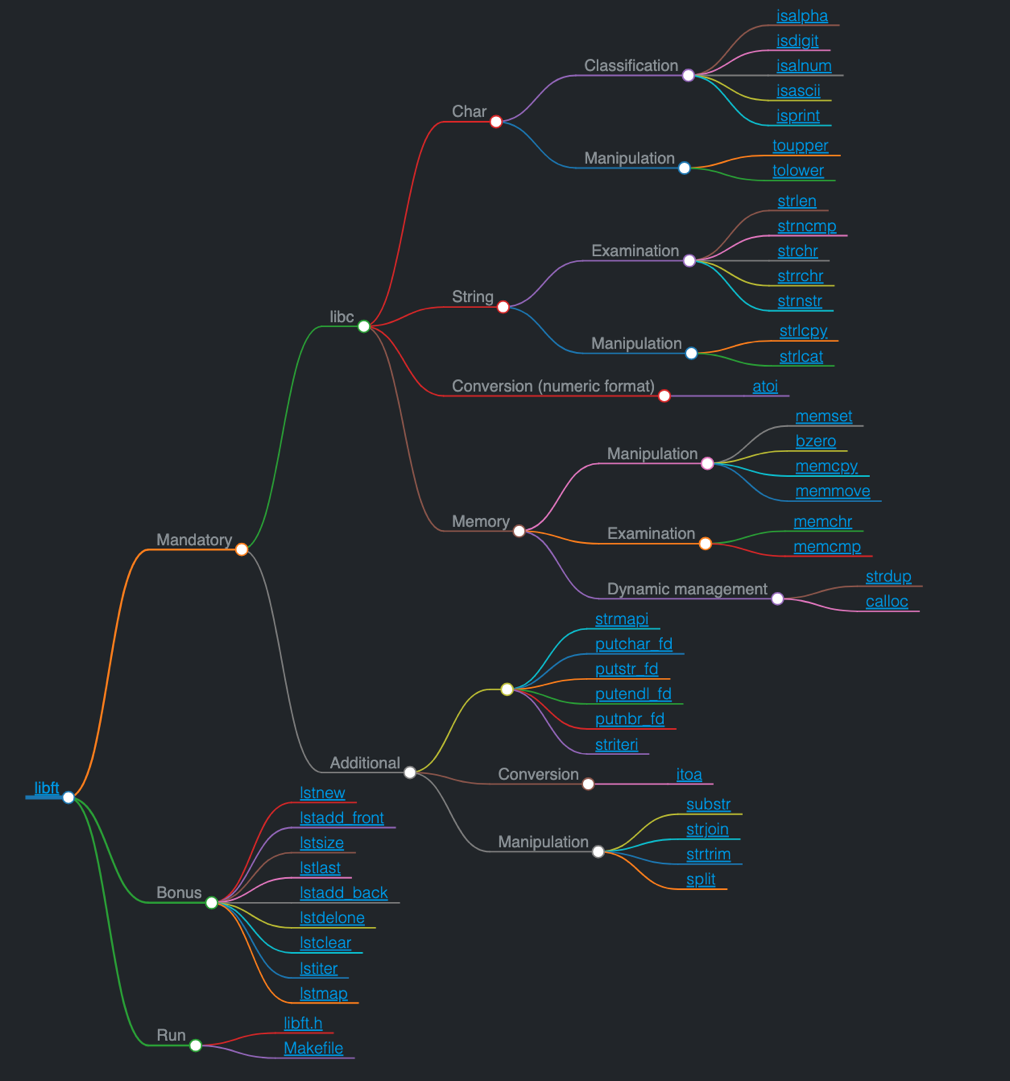 libft
Mandatory
libc
Char
Classification
isalpha
isdigit
isalnum
isascii
isprint
Manipulation
toupper
tolower
String
Examination
strlen
strncmp
strchr
strrchr
strnstr
Manipulation
strlcpy
strlcat
Conversion (numeric format)
atoi
Memory
Manipulation
memset
bzero
memcpy
memmove
Examination
memchr
memcmp
Dynamic management
strdup
calloc
Additional
strmapi
putchar_fd
putstr_fd
putendl_fd
putnbr_fd
striteri
Conversion
itoa
Manipulation
substr
strjoin
strtrim
split
Bonus
lstnew
lstadd_front
lstsize
lstlast
lstadd_back
lstdelone
lstclear
lstiter
lstmap
Run
libft.h
Makefile